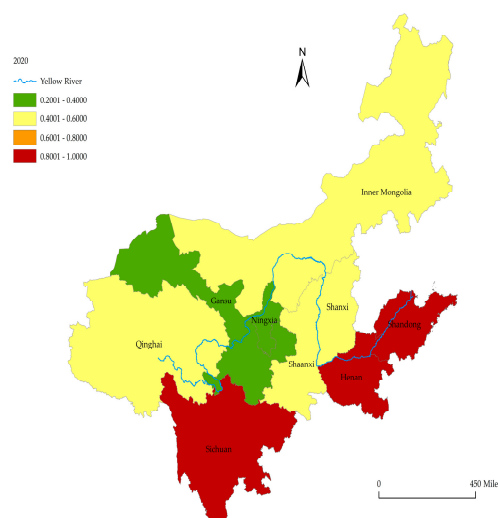 2020
N
Yellow River
0.2001 - 0.4000
0.4001 - 0.6000
0.6001 - 0.8000
0.8001 - 1.0000
Inner Mongolia
Gansu
Ningxia
Shanxi
Shandong
Qinghai
Shaanxi
Henan
Sichuan
0
450 Mile